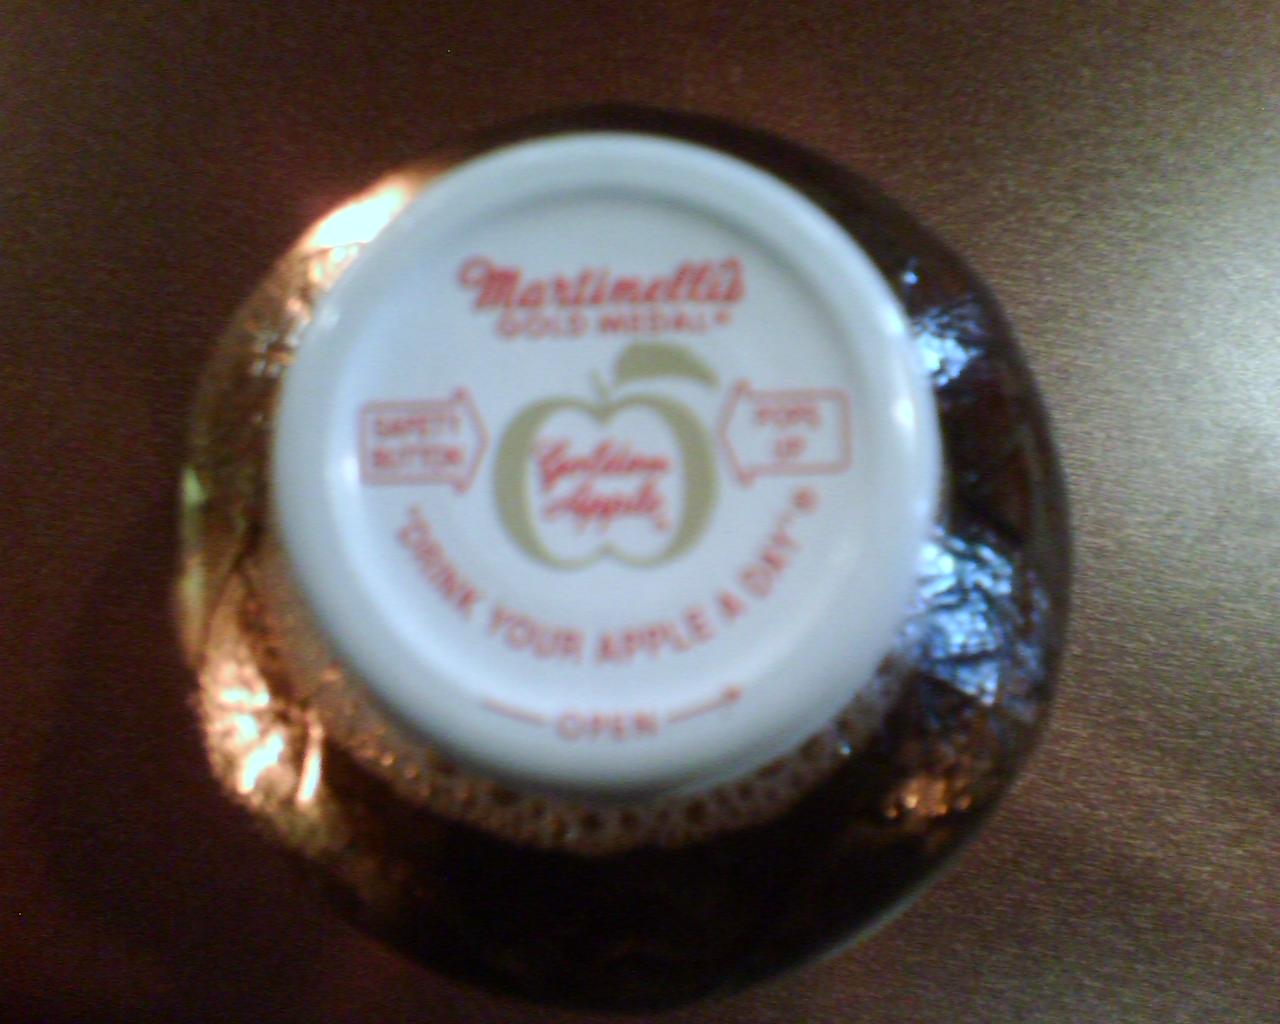 Martinelli's
GOLD MEDAL®
SAFETY
BUTTON
POPS
UP
Golden
Apple
"DRINK YOUR APPLE A DAY"®
OPEN